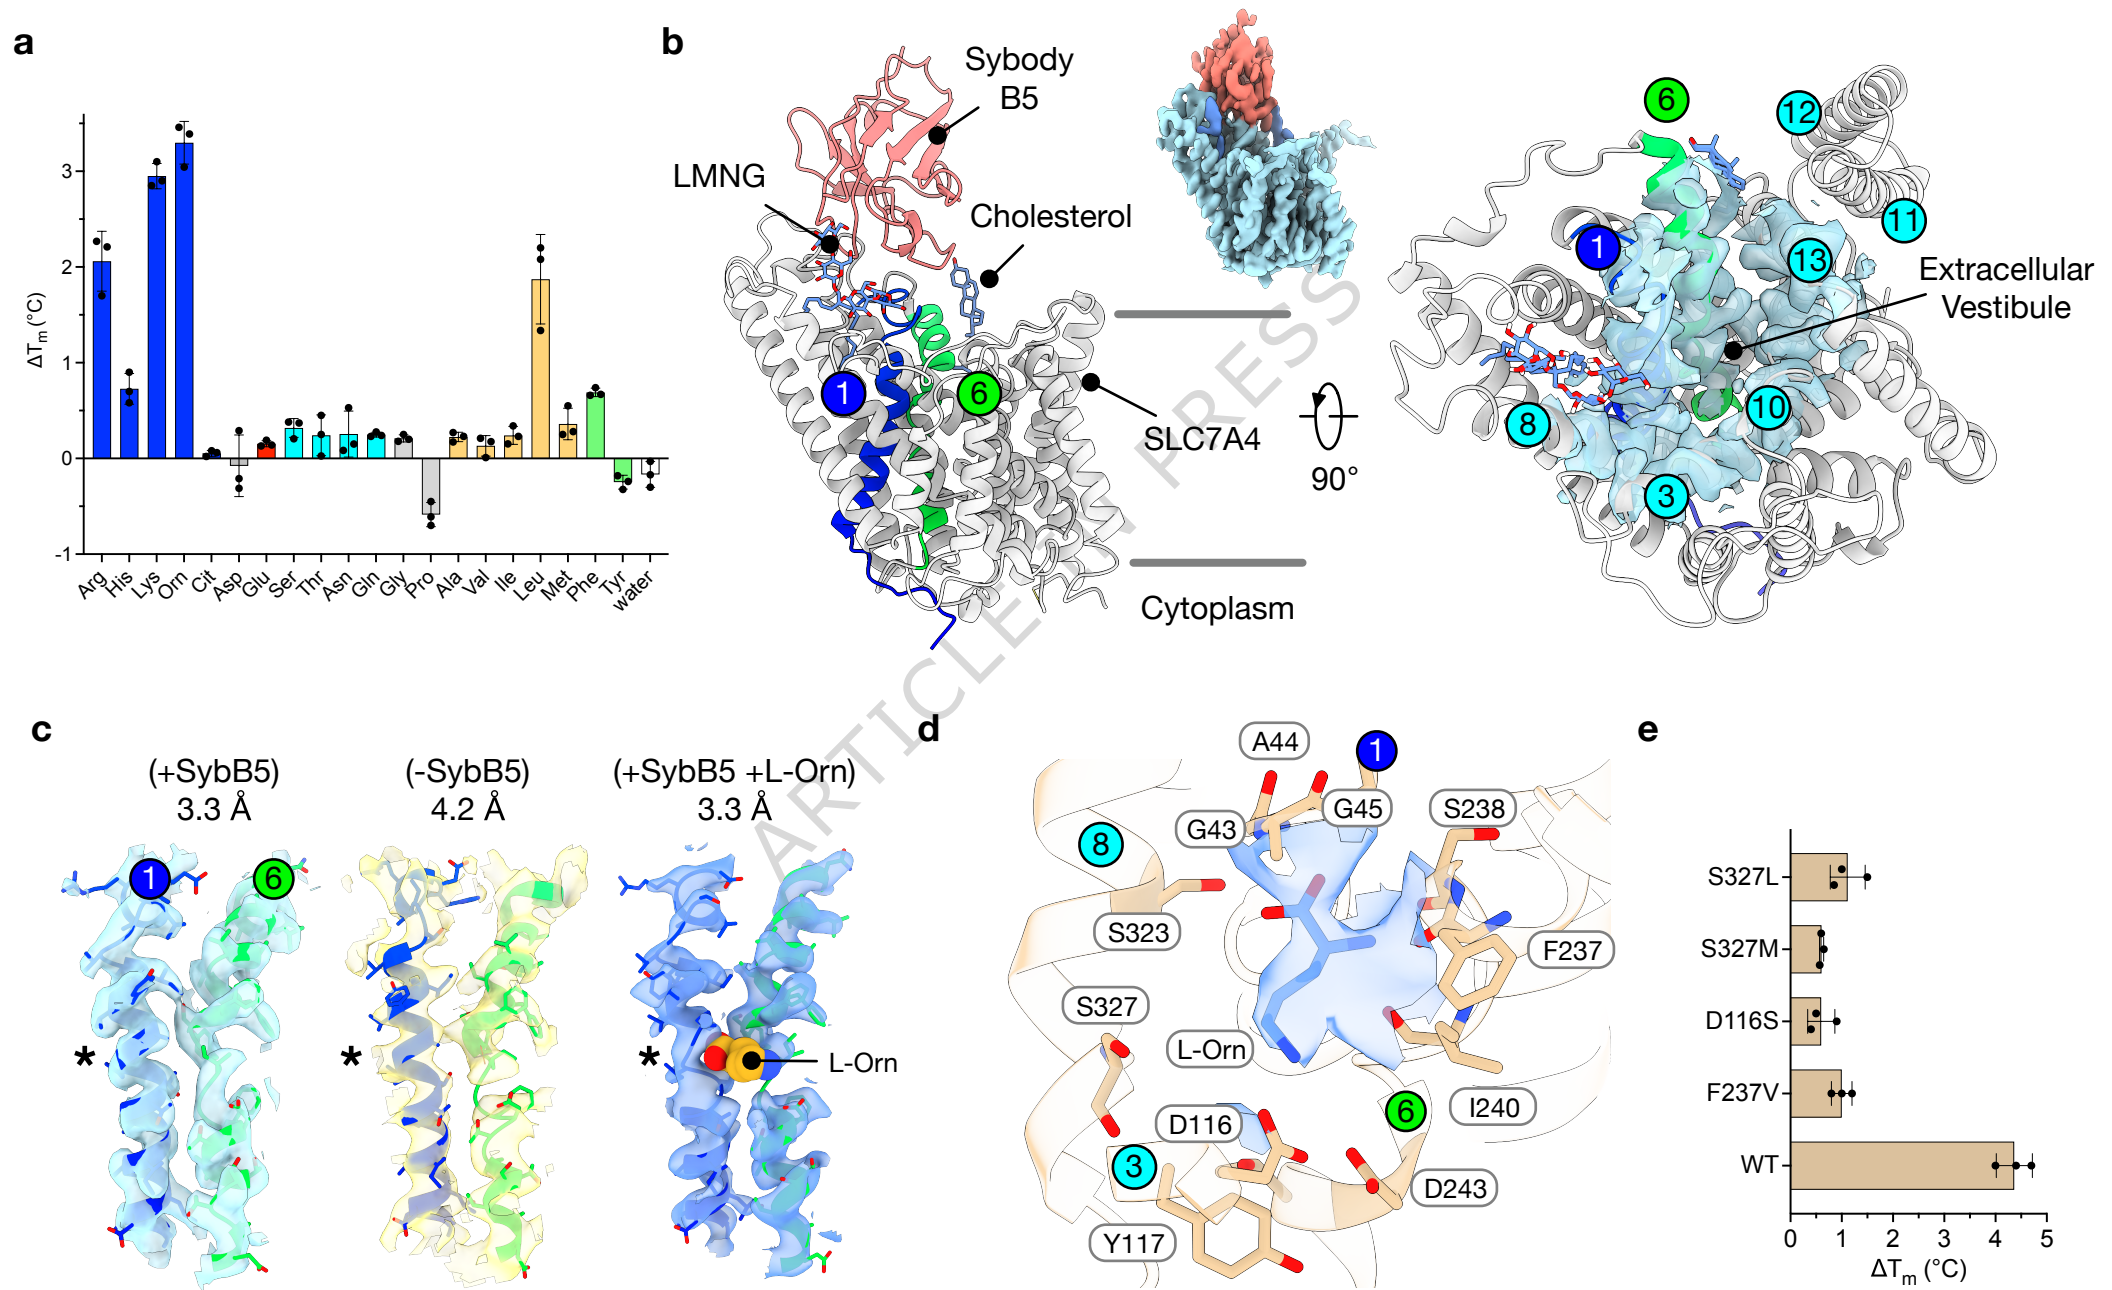 a
ΔTm (°C)
3
2
1
0
-1
Arg
His
Lys
Orn
Cit
Asp
Glu
Ser
Thr
Asn
Gln
Gly
Pro
Ala
Val
Ile
Leu
Met
Phe
Tyr
water
b
Sybody
B5
LMNG
Cholesterol
1
6
SLC7A4
Cytoplasm
90°
6
12
11
1
13
Extracellular
Vestibule
10
8
3
ARTICLE IN PRESS
c
(+SybB5)
3.3 Å
(-SybB5)
4.2 Å
(+SybB5 +L-Orn)
3.3 Å
1
6
*
*
*
L-Orn
d
A44
1
G43
G45
S238
8
S323
F237
S327
L-Orn
I240
6
D116
3
D243
Y117
e
S327L
S327M
D116S
F237V
WT
0 1 2 3 4 5
ΔTm (°C)